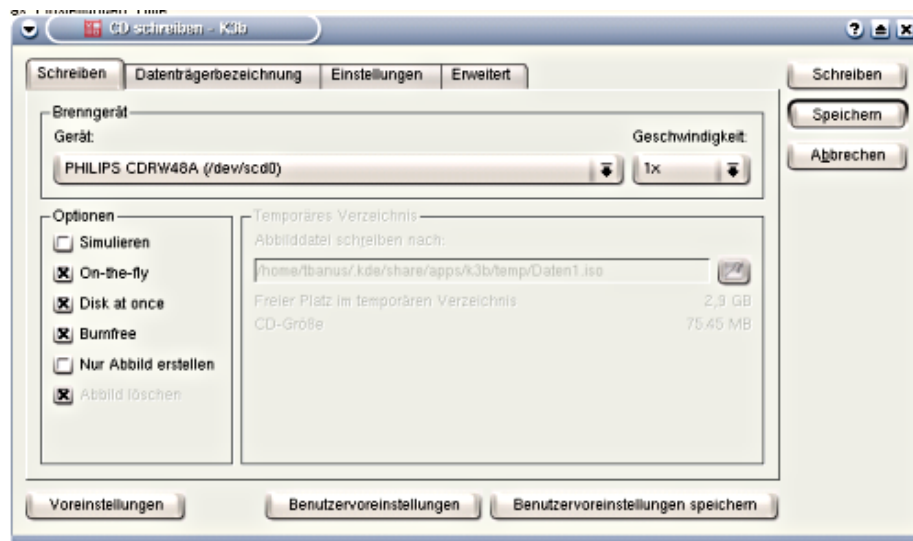 CD schreiben - K3b
Schreiben Datenträgerbezeichnung Einstellungen Erweitert
Schreiben
Speichern
Abbrechen
Brenngerät
Gerät: Geschwindigkeit:
PHILIPS CDRW48A (/dev/scd0) 1x
Optionen
Simulieren
On-the-fly
Disk at once
Burnfree
Nur Abbild erstellen
Abbild löschen
Temporäres Verzeichnis
Abbilddatei schreiben nach:
/home/tbanus/.kde/share/apps/k3b/temp/Daten1.iso
Freier Platz im temporären Verzeichnis 2,9 GB
CD-Größe 75.45 MB
Voreinstellungen Benutzervoreinstellungen Benutzervoreinstellungen speichern